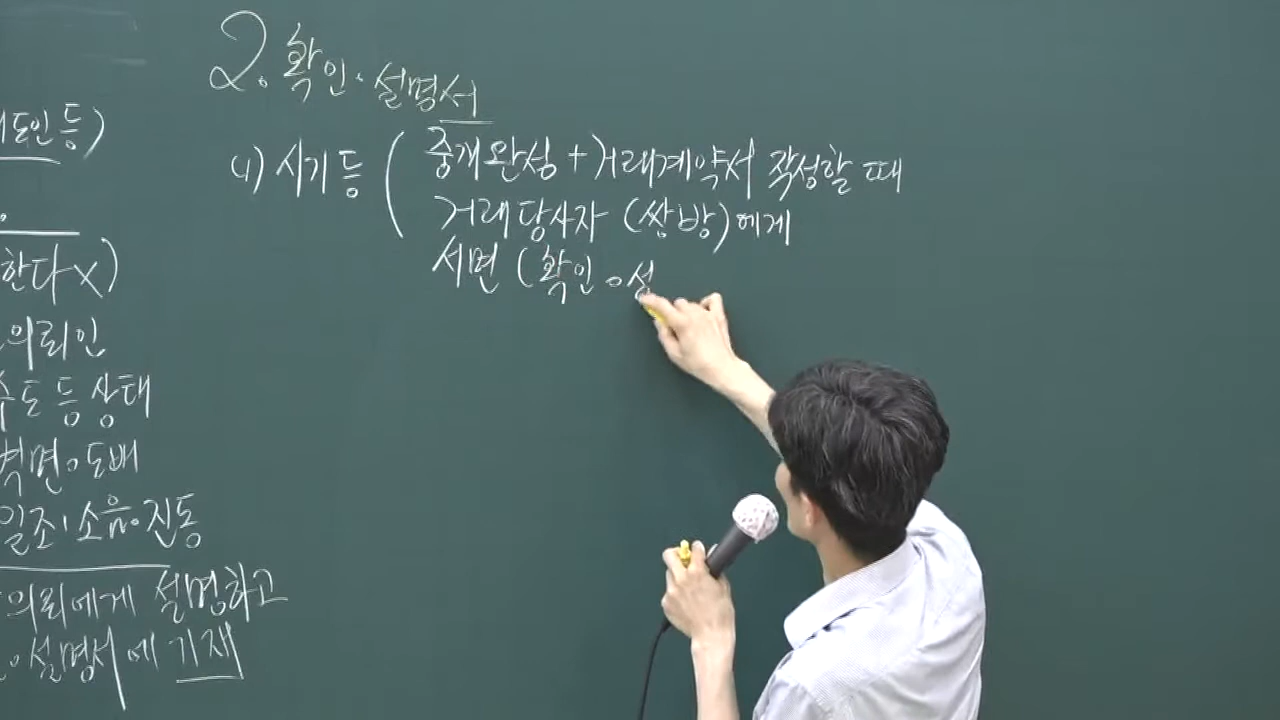 2. 확인·설명서
(1) 시기등 ( 중개완성 + 거래계약서 작성할 때
거래당사자 (쌍방)에게
서면 (확인·설
도인 등)
한다 X)
의뢰인
수도 등 상태
벽면·도배
일조·소음·진동
의뢰에게 설명하고
·설명서에 기재